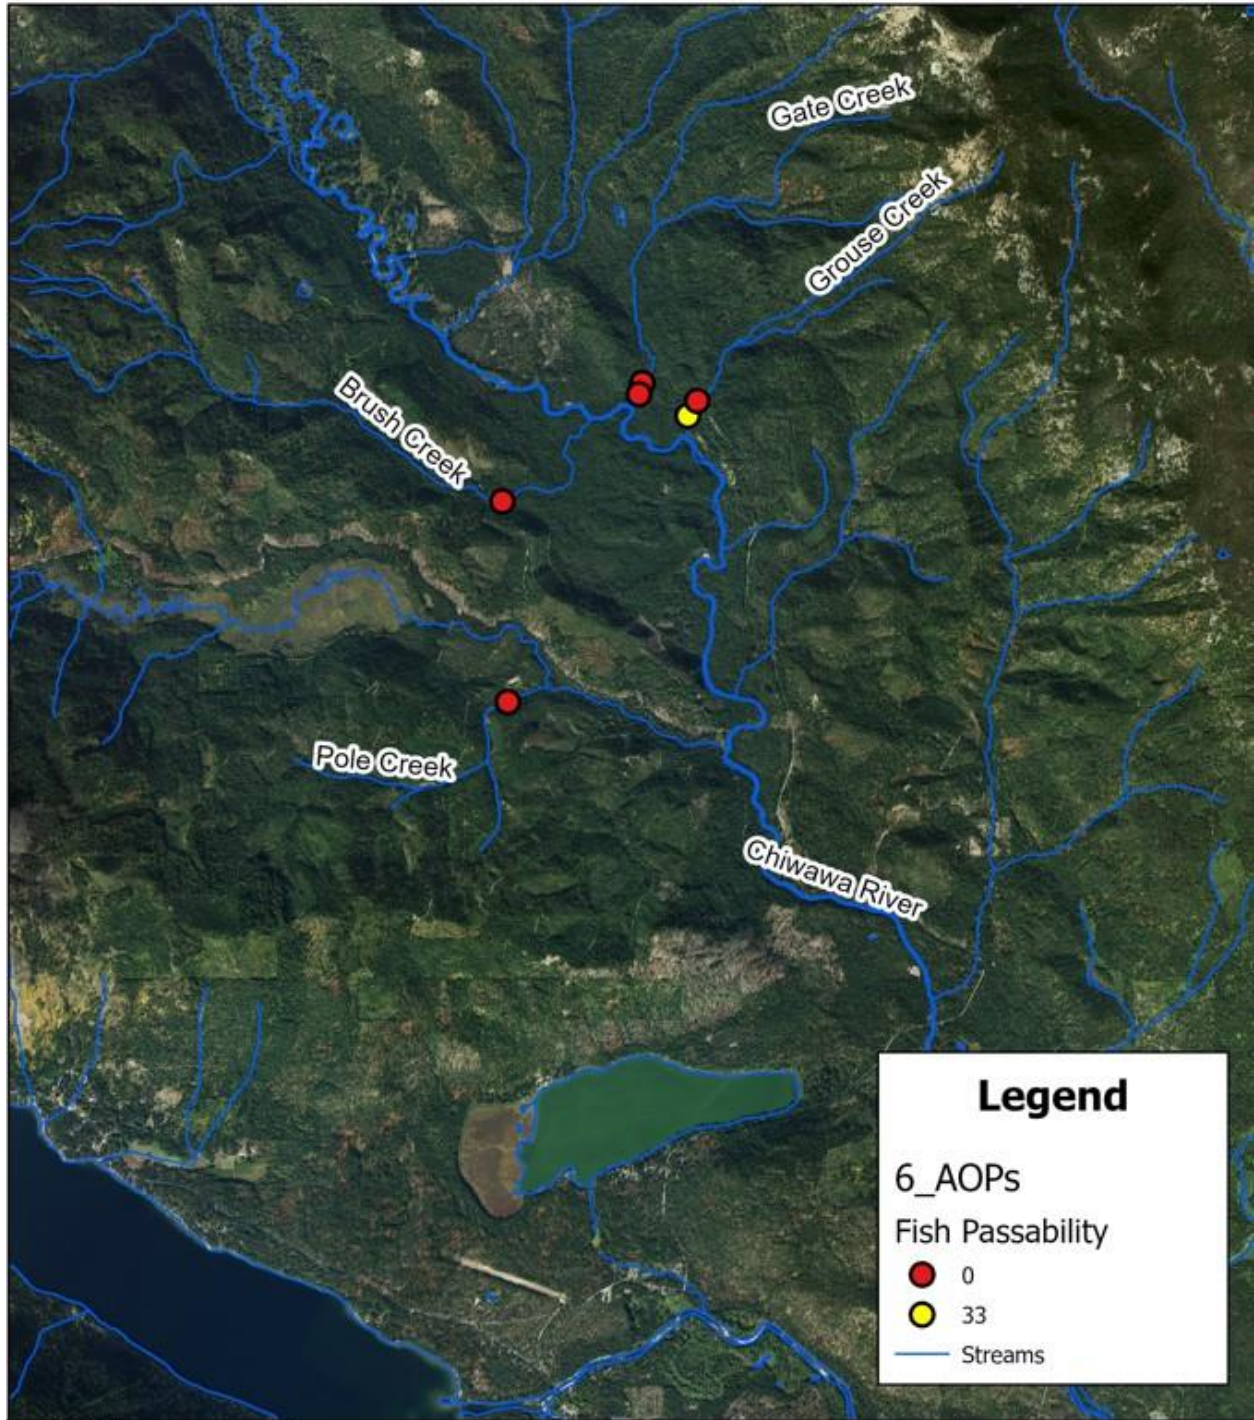 Gate Creek
Grouse Creek
Brush Creek
Pole Creek
Chiwawa River
Legend
6_AOPs
Fish Passability
0
33
Streams